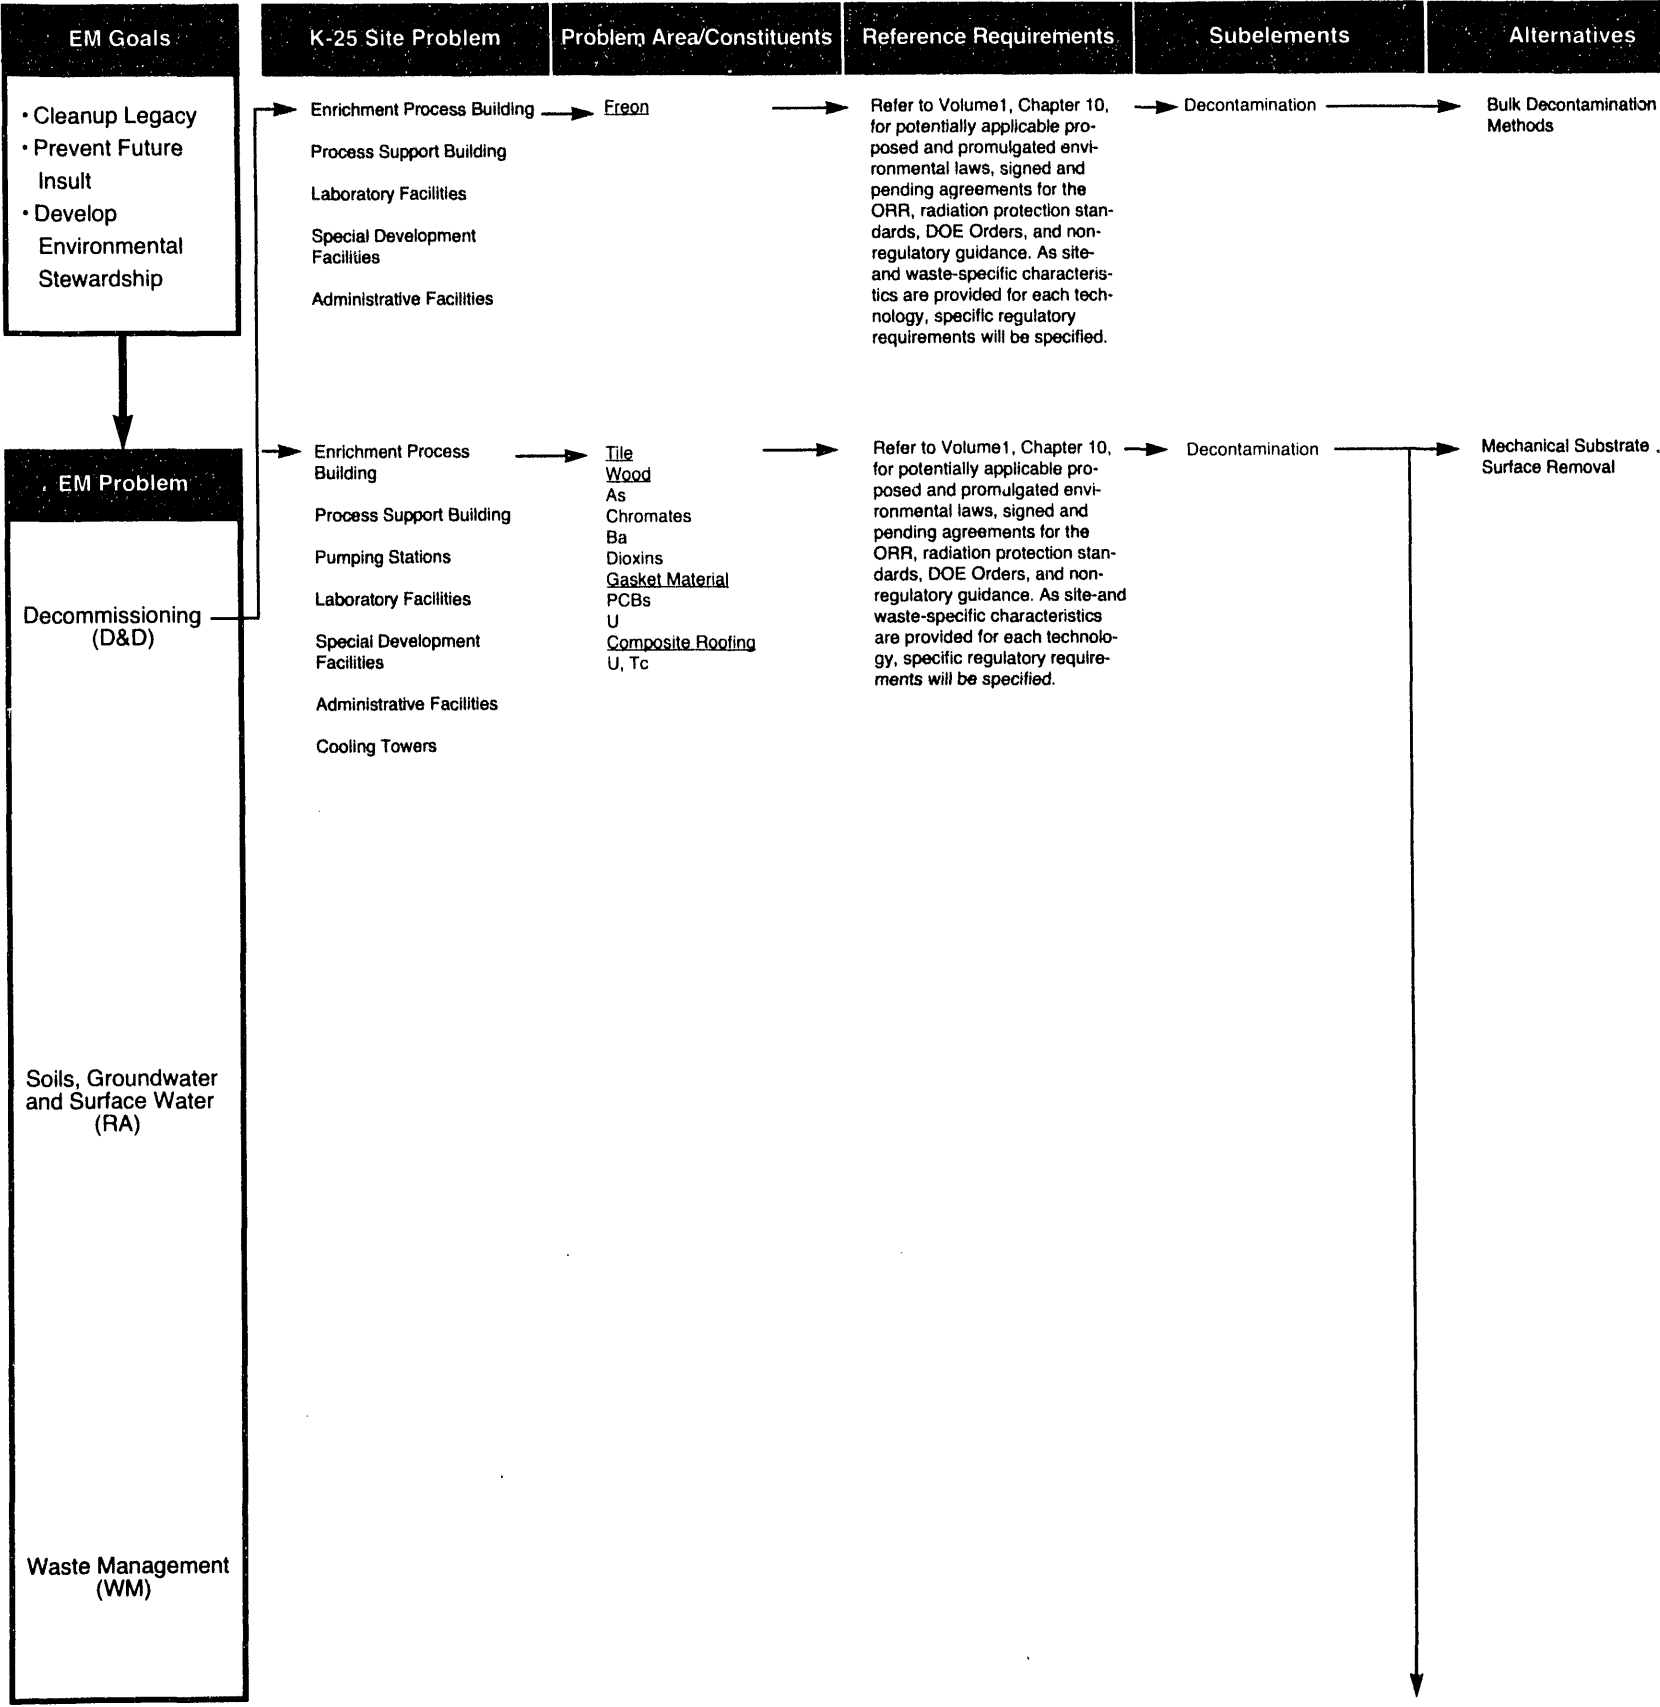 EM Goals
• Cleanup Legacy
• Prevent Future
Insult
• Develop
Environmental
Stewardship
EM Problem
Decommissioning
(D&D)
Soils, Groundwater
and Surface Water
(RA)
Waste Management
(WM)
K-25 Site Problem
Problem Area/Constituents
Reference Requirements
Subelements
Alternatives
Enrichment Process Building
Process Support Building
Laboratory Facilities
Special Development
Facilities
Administrative Facilities
Freon
Refer to Volume1, Chapter 10,
for potentially applicable pro-
posed and promulgated envi-
ronmental laws, signed and
pending agreements for the
ORR, radiation protection stan-
dards, DOE Orders, and non-
regulatory guidance. As site-
and waste-specific characteris-
tics are provided for each tech-
nology, specific regulatory
requirements will be specified.
Decontamination
Bulk Decontamination
Methods
Enrichment Process
Building
Process Support Building
Pumping Stations
Laboratory Facilities
Special Development
Facilities
Administrative Facilities
Cooling Towers
Tile
Wood
As
Chromates
Ba
Dioxins
Gasket Material
PCBs
U
Composite Roofing
U, Tc
Refer to Volume1, Chapter 10,
for potentially applicable pro-
posed and promulgated envi-
ronmental laws, signed and
pending agreements for the
ORR, radiation protection stan-
dards, DOE Orders, and non-
regulatory guidance. As site-and
waste-specific characteristics
are provided for each technolo-
gy, specific regulatory require-
ments will be specified.
Decontamination
Mechanical Substrate
Surface Removal